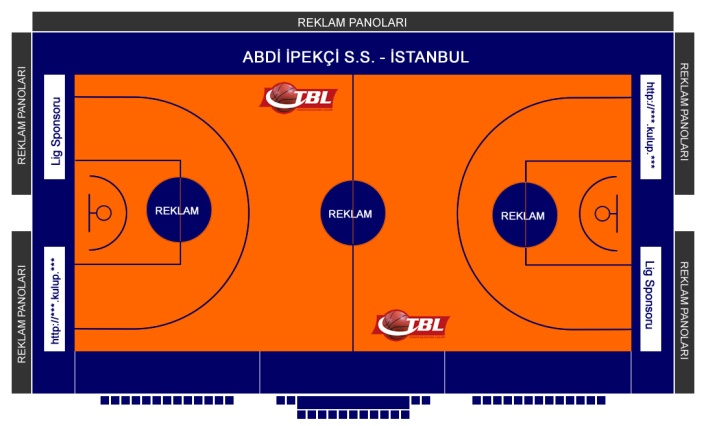 REKLAM PANOLARI
ABDİ İPEKÇİ S.S. - İSTANBUL
REKLAM PANOLARI
Lig Sponsoru
TBL
http://***.kulup.***
REKLAM PANOLARI
REKLAM
REKLAM
REKLAM
REKLAM PANOLARI
http://***.kulup.***
TBL
Lig Sponsoru
REKLAM PANOLARI